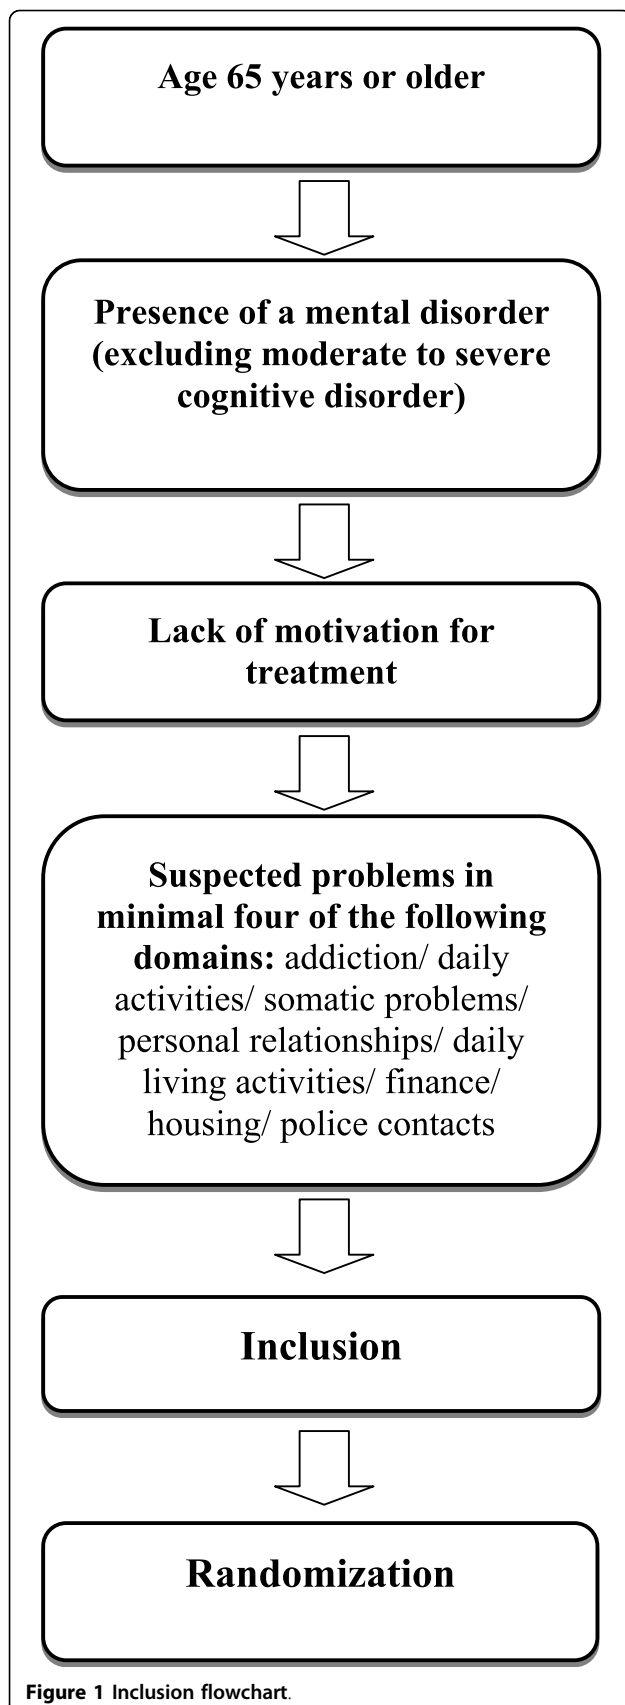 Age 65 years or older
Presence of a mental disorder
(excluding moderate to severe
cognitive disorder)
Lack of motivation for
treatment
Suspected problems in
minimal four of the following
domains: addiction/ daily
activities/ somatic problems/
personal relationships/ daily
living activities/ finance/
housing/ police contacts
Inclusion
Randomization
Figure 1 Inclusion flowchart.